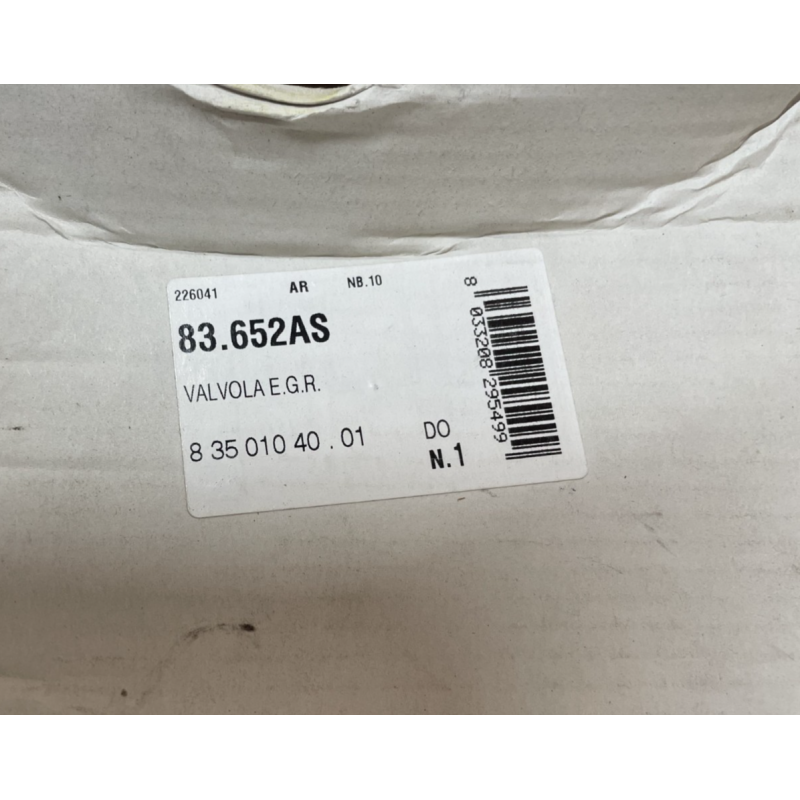 226041 AR NB.10
83.652AS
VALVOLA E.G.R.
8 35 010 40 . 01 DO
N.1
8 033208 295499